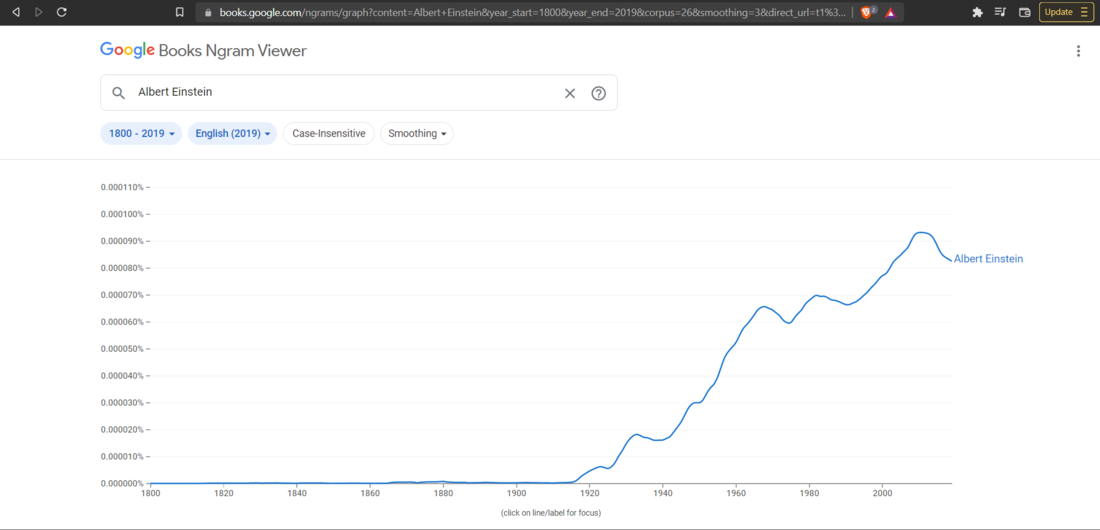 books.google.com/ngrams/graph?content=Albert+Einstein&year_start=1800&year_end=2019&corpus=26&smoothing=3&direct_url=t1%3... 2 Update
Google Books Ngram Viewer
Albert Einstein
1800 - 2019 English (2019) Case-Insensitive Smoothing
0.000110%
0.000100%
0.000090%
0.000080%
0.000070%
0.000060%
0.000050%
0.000040%
0.000030%
0.000020%
0.000010%
0.000000%
Albert Einstein
1800 1820 1840 1860 1880 1900 1920 1940 1960 1980 2000
(click on line/label for focus)